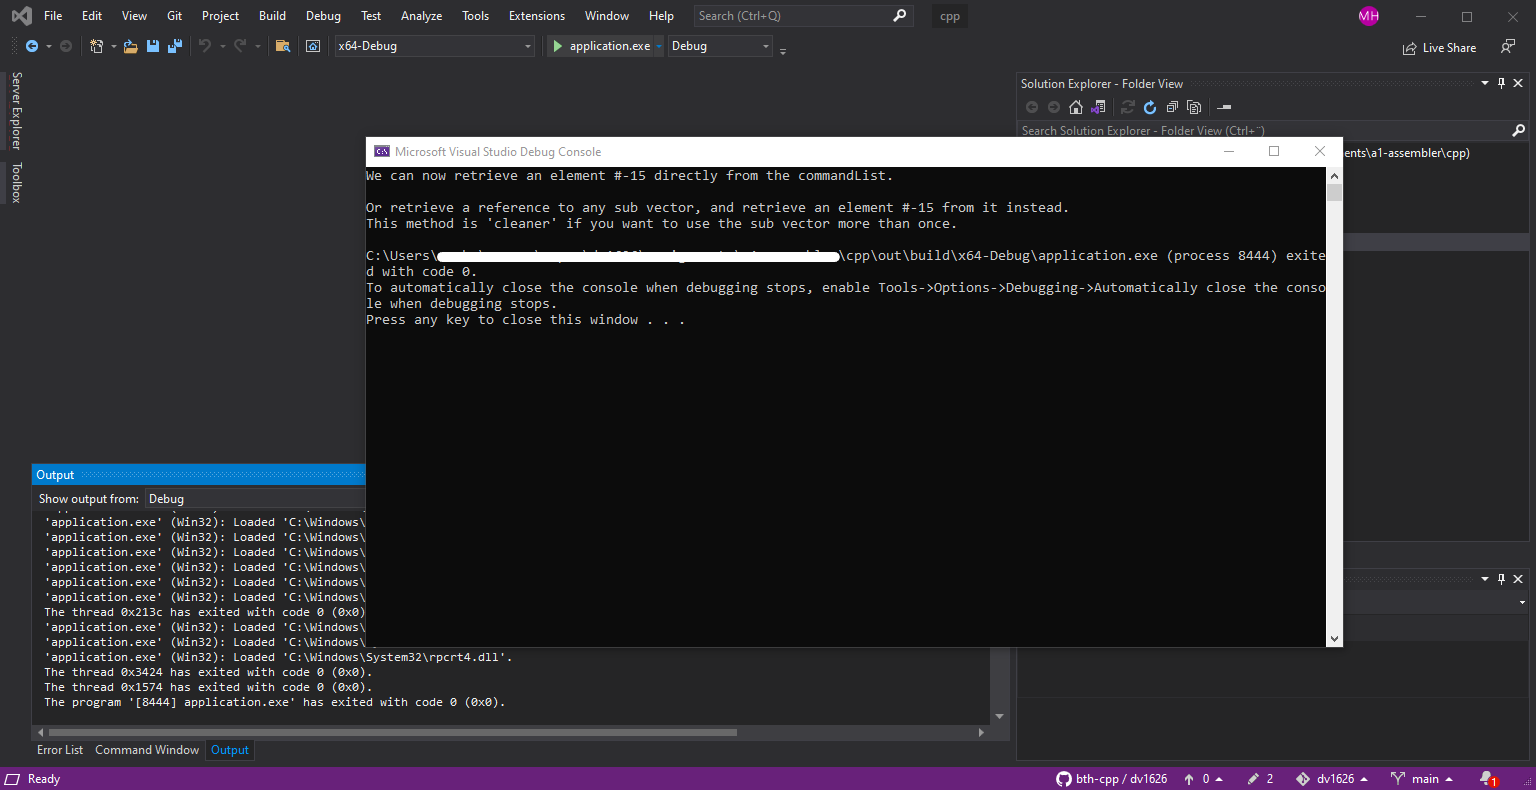 File Edit View Git Project Build Debug Test Analyze Tools Extensions Window Help Search (Ctrl+Q) cpp MH
x64-Debug application.exe Debug Live Share
Server Explorer
Toolbox
Solution Explorer - Folder View
Search Solution Explorer - Folder View (Ctrl+¨)
ents\a1-assembler\cpp)
Microsoft Visual Studio Debug Console
We can now retrieve an element #-15 directly from the commandList.
Or retrieve a reference to any sub vector, and retrieve an element #-15 from it instead.
This method is 'cleaner' if you want to use the sub vector more than once.
C:\Users\ \cpp\out\build\x64-Debug\application.exe (process 8444) exite
d with code 0.
To automatically close the console when debugging stops, enable Tools->Options->Debugging->Automatically close the conso
le when debugging stops.
Press any key to close this window . . .
Output
Show output from: Debug
'application.exe' (Win32): Loaded 'C:\Windows\
'application.exe' (Win32): Loaded 'C:\Windows\
'application.exe' (Win32): Loaded 'C:\Windows\
'application.exe' (Win32): Loaded 'C:\Windows\
'application.exe' (Win32): Loaded 'C:\Windows\
'application.exe' (Win32): Loaded 'C:\Windows\
The thread 0x213c has exited with code 0 (0x0)
'application.exe' (Win32): Loaded 'C:\Windows\
'application.exe' (Win32): Loaded 'C:\Windows\
'application.exe' (Win32): Loaded 'C:\Windows\System32\rpcrt4.dll'.
The thread 0x3424 has exited with code 0 (0x0).
The thread 0x1574 has exited with code 0 (0x0).
The program '[8444] application.exe' has exited with code 0 (0x0).
Error List Command Window Output
Ready bth-cpp / dv1626 0 2 dv1626 main 1